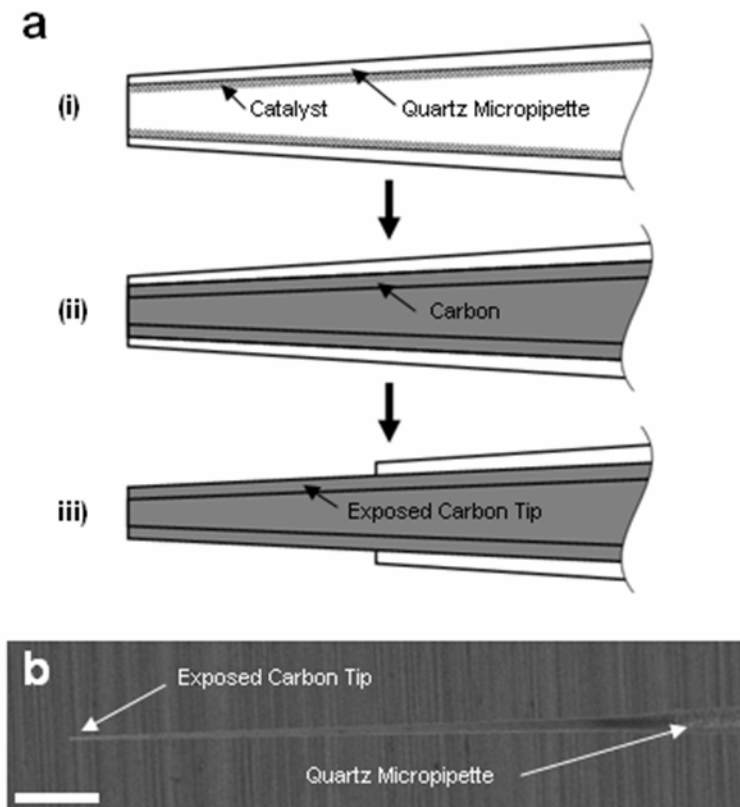 a
(i)
Catalyst
Quartz Micropipette
(ii)
Carbon
iii)
Exposed Carbon Tip
b
Exposed Carbon Tip
Quartz Micropipette